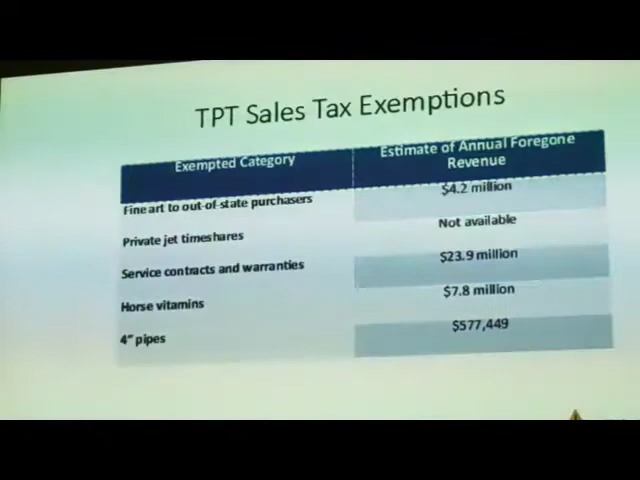 TPT Sales Tax Exemptions
Exempted Category
Estimate of Annual Foregone
Revenue
Fine art to out-of-state purchasers
$4.2 million
Private jet timeshares
Not available
Service contracts and warranties
$23.9 million
Horse vitamins
$7.8 million
4" pipes
$577,449